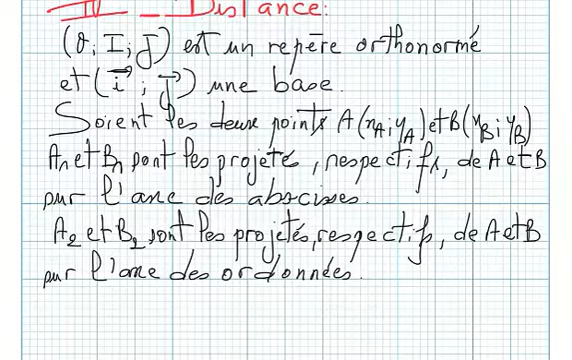 IV _ Distance:
(O; I; J) est un repère orthonormé
et (i⃗ ; j⃗) une base.
Soient les deux points A(xA; yA) et B(xB; yB)
A1 et B1 sont les projetés, respectifs, de A et B
sur l'axe des abscisses.
A2 et B2 sont les projetés, respectifs, de A et B
sur l'axe des ordonnées.